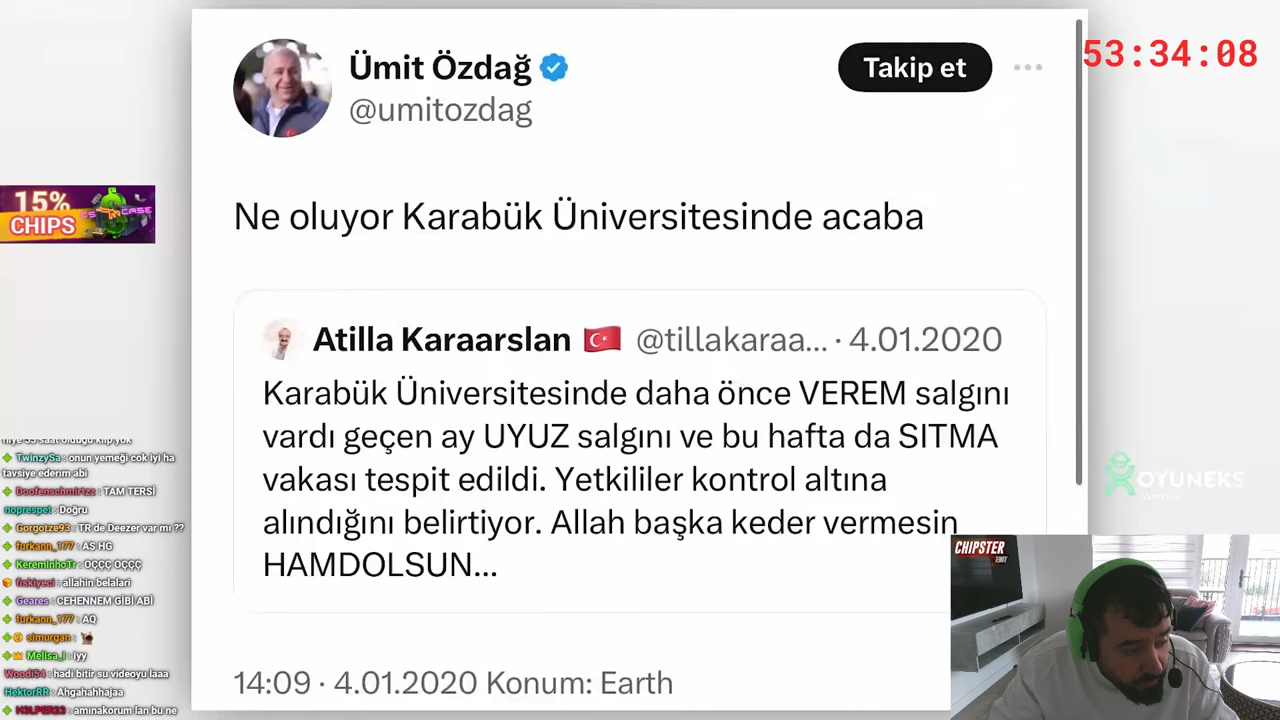 Ümit Özdağ
@umitozdag
Takip et
53:34:08
Ne oluyor Karabük Üniversitesinde acaba
15%
CHIPS
CASE
Atilla Karaarslan @tillakaraa... · 4.01.2020
Karabük Üniversitesinde daha önce VEREM salgını
vardı geçen ay UYUZ salgını ve bu hafta da SITMA
vakası tespit edildi. Yetkililer kontrol altına
alındığını belirtiyor. Allah başka keder vermesin
HAMDOLSUN...
14:09 · 4.01.2020 Konum: Earth
TwinzySa : onun yemeği cok iyi ha
tavsiye ederim abi
Doofenschmirtzz : TAM TERSİ
noprespet : Doğru
Gorgotze93 : TR de Deezer var mı ??
furkann_177 : AS HG
KereminhoTr : OÇÇÇ OÇÇÇ
fiskiyeci : allahin belalari
Geares : CEHENNEM GİBİ ABİ
furkann_177 : AQ
simurgan :
Melisa_i : iyy
Woodi54 : hadi bitir su videoyu laaa
HektorRR : Ahgahahhajaa
H3LPER23 : amınakorum lan bu ne
OYUNEKS
CHIPSTER